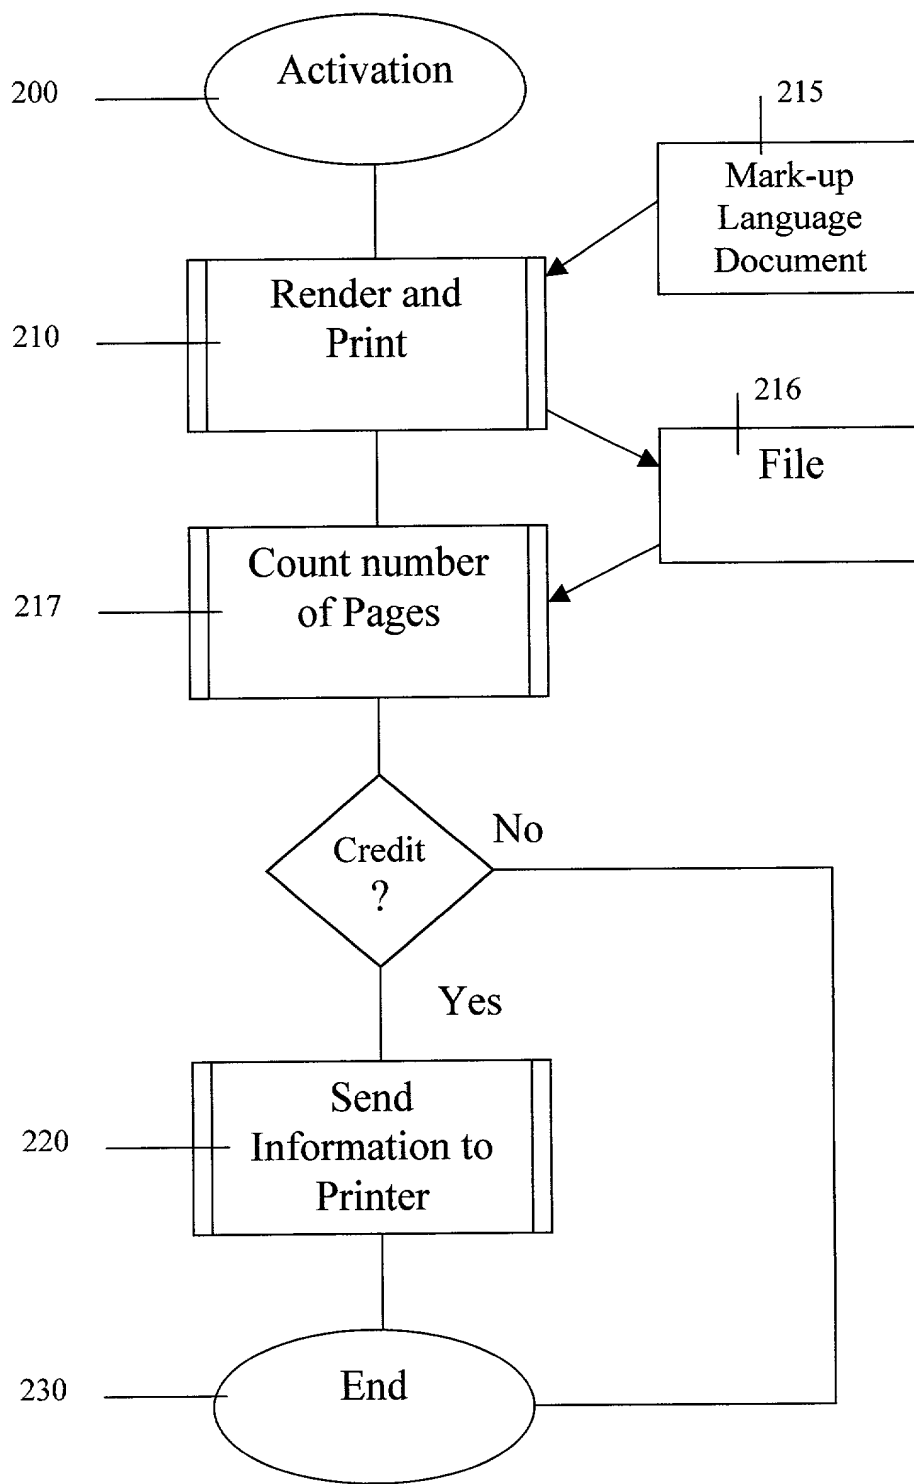 Activation
200
215
Mark-up
Language
Document
Render and
Print
210
216
File
Count number
of Pages
217
No
Credit
?
Yes
Send
Information to
Printer
220
End
230